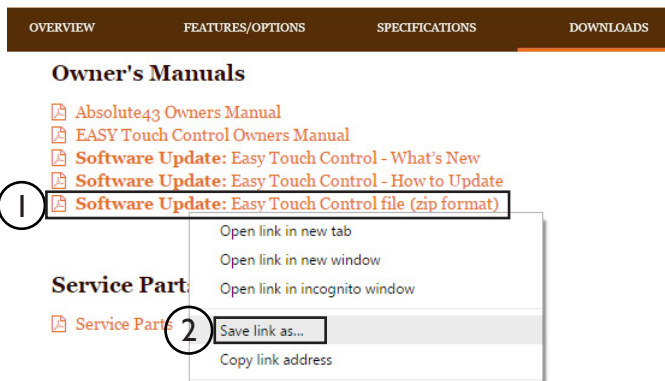 OVERVIEW FEATURES/OPTIONS SPECIFICATIONS DOWNLOADS
Owner's Manuals
Absolute43 Owners Manual
EASY Touch Control Owners Manual
Software Update: Easy Touch Control - What's New
Software Update: Easy Touch Control - How to Update
1 Software Update: Easy Touch Control file (zip format)
Open link in new tab
Open link in new window
Service Part Open link in incognito window
Service Parts 2 Save link as...
Copy link address